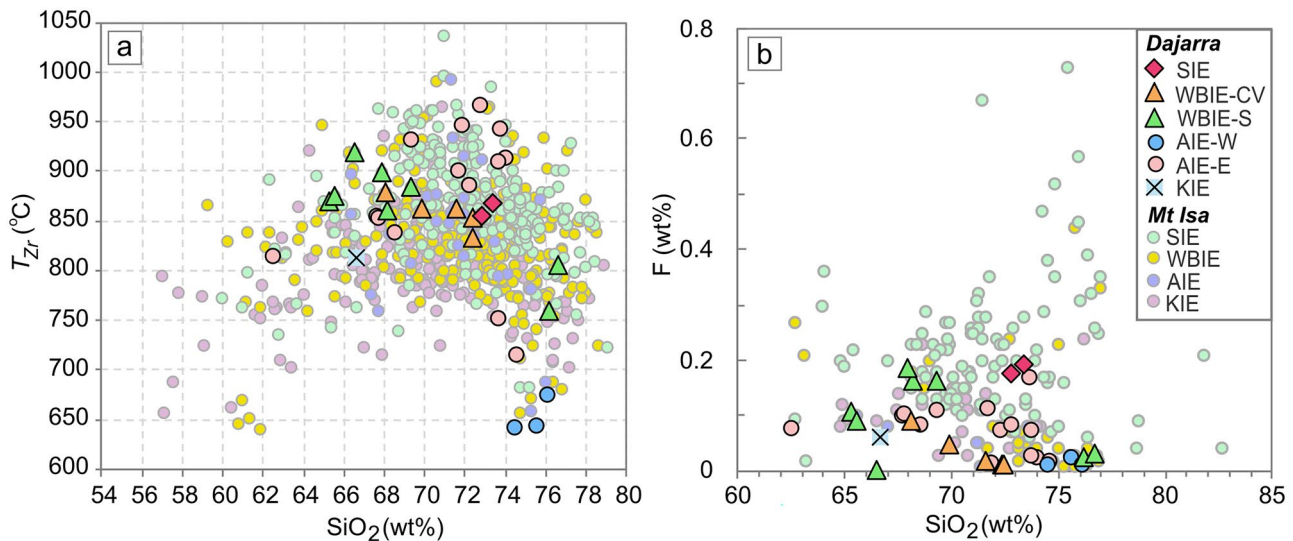 a
1050
1000
950
900
850
800
750
700
650
600
T_Zr (°C)
54 56 58 60 62 64 66 68 70 72 74 76 78 80
SiO₂(wt%)
b
0.8
0.6
0.4
0.2
0
F (wt%)
60 65 70 75 80 85
SiO₂(wt%)
Dajarra
SIE
WBIE-CV
WBIE-S
AIE-W
AIE-E
KIE
Mt Isa
SIE
WBIE
AIE
KIE